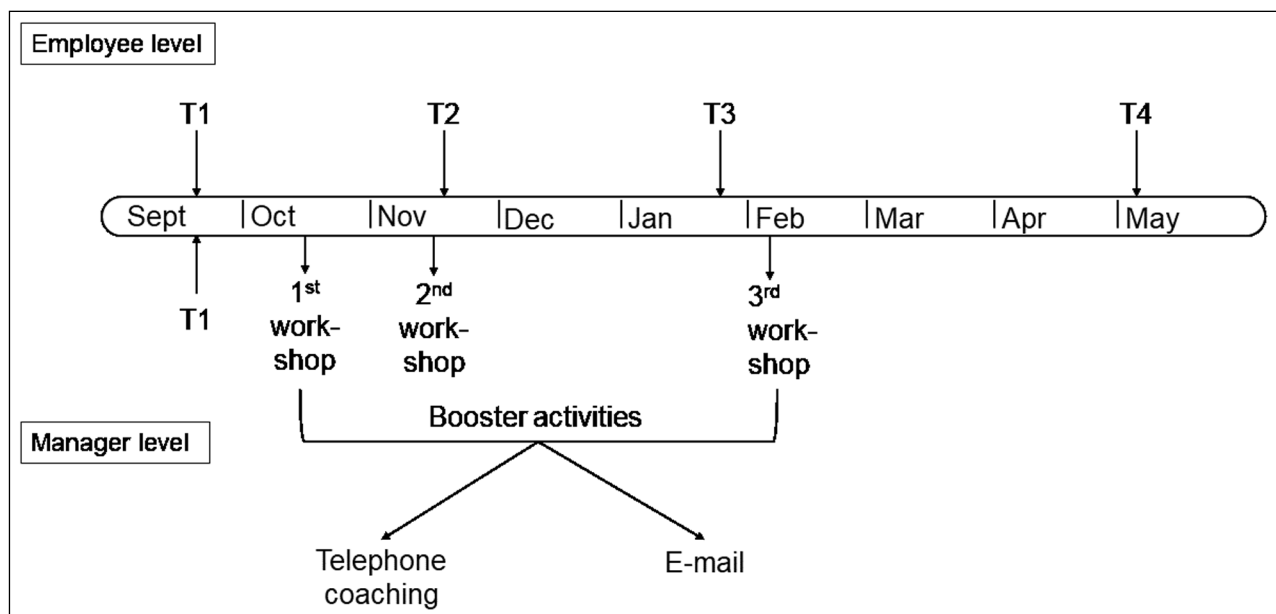 Employee level
T1 T2 T3 T4
Sept |Oct |Nov |Dec |Jan |Feb |Mar |Apr |May
T1
1st
work-
shop
2nd
work-
shop
3rd
work-
shop
Booster activities
Manager level
Telephone
coaching
E-mail